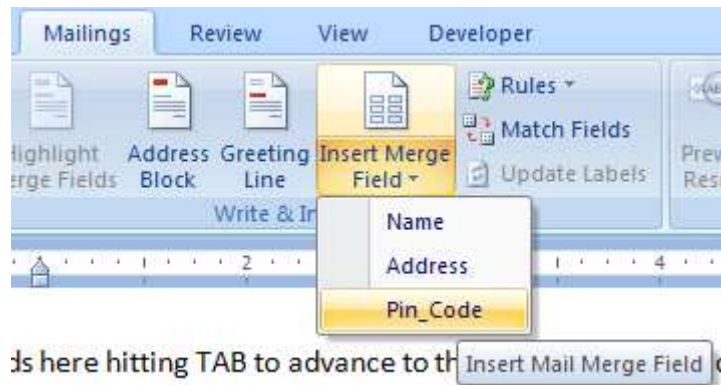 Mailings Review View Developer
Highlight Merge Fields
Address Block
Greeting Line
Insert Merge Field
Rules
Match Fields
Update Labels
Write & In
Name
Address
Pin_Code
2 1 4
ds here hitting TAB to advance to th
Insert Mail Merge Field